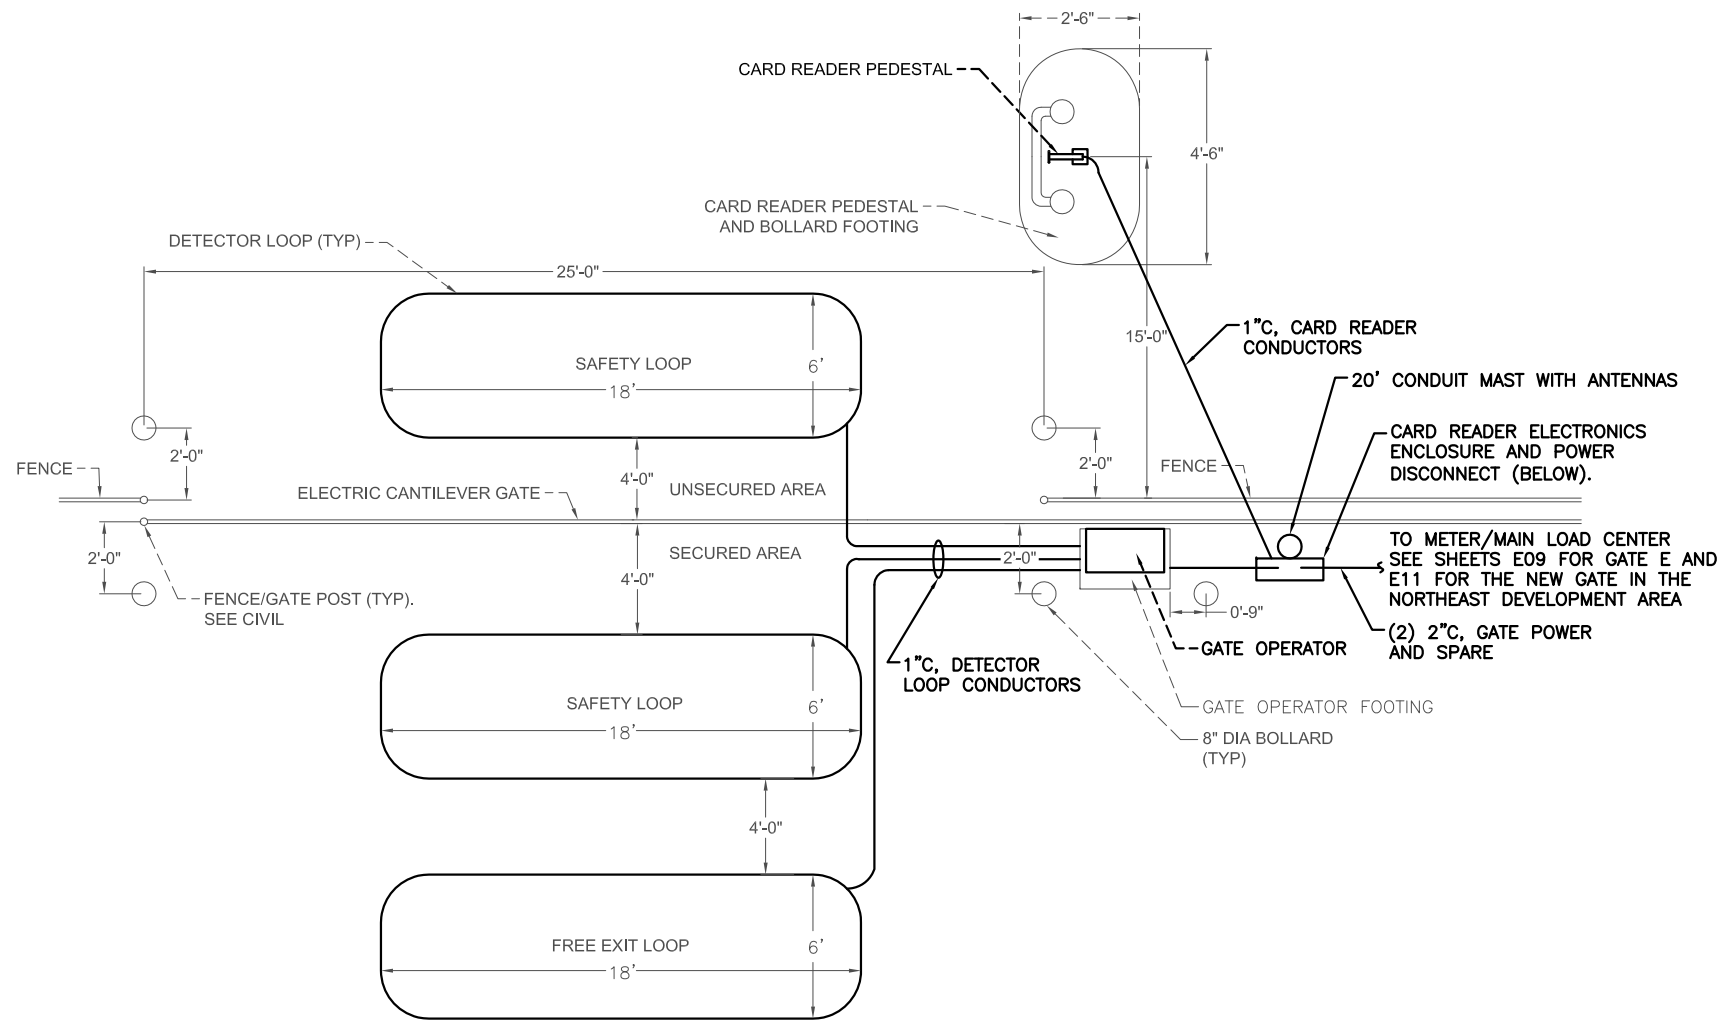 2'-6"
CARD READER PEDESTAL
4'-6"
CARD READER PEDESTAL
AND BOLLARD FOOTING
DETECTOR LOOP (TYP)
25'-0"
15'-0"
1"C, CARD READER
CONDUCTORS
SAFETY LOOP
6'
18'
20' CONDUIT MAST WITH ANTENNAS
CARD READER ELECTRONICS
ENCLOSURE AND POWER
DISCONNECT (BELOW).
2'-0"
2'-0"
FENCE
4'-0"
FENCE
ELECTRIC CANTILEVER GATE
UNSECURED AREA
TO METER/MAIN LOAD CENTER
SEE SHEETS E09 FOR GATE E AND
E11 FOR THE NEW GATE IN THE
NORTHEAST DEVELOPMENT AREA
2'-0"
SECURED AREA
2'-0"
4'-0"
FENCE/GATE POST (TYP).
SEE CIVIL
0'-9"
(2) 2"C, GATE POWER
AND SPARE
GATE OPERATOR
1"C, DETECTOR
LOOP CONDUCTORS
SAFETY LOOP
6'
18'
GATE OPERATOR FOOTING
8" DIA BOLLARD
(TYP)
4'-0"
FREE EXIT LOOP
6'
18'